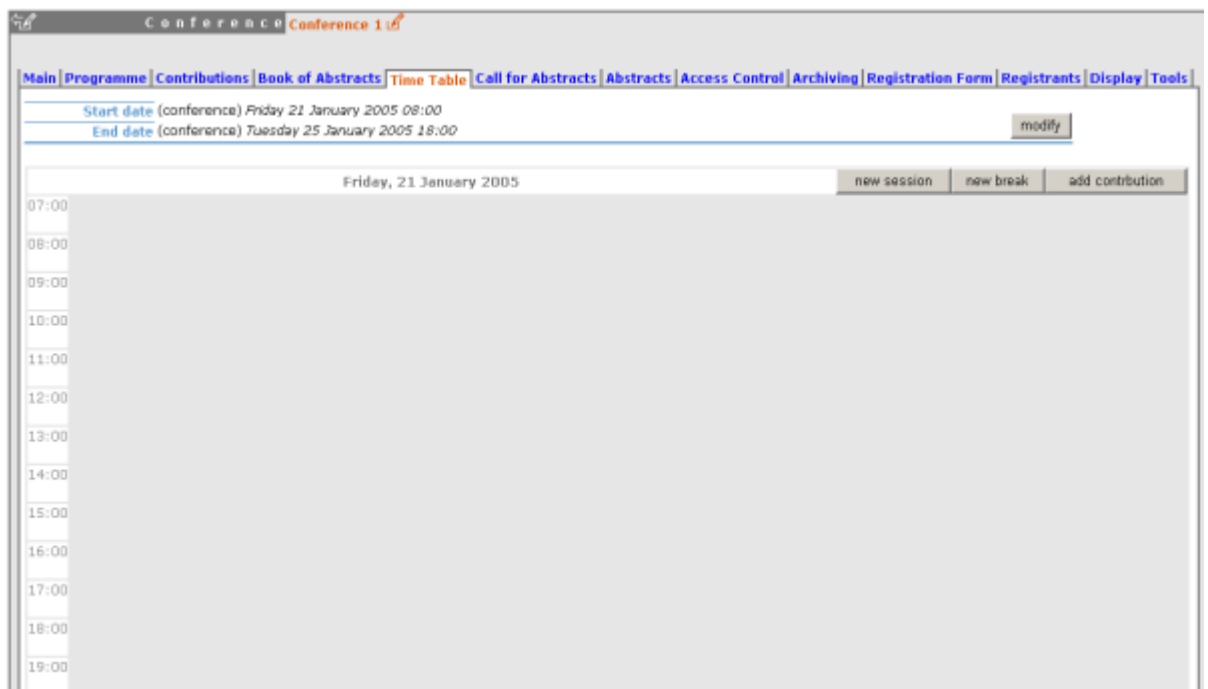 Conference Conference 1
Main Programme Contributions Book of Abstracts Time Table Call for Abstracts Abstracts Access Control Archiving Registration Form Registrants Display Tools
Start date (conference) Friday 21 January 2005 08:00
End date (conference) Tuesday 25 January 2005 18:00
modify
Friday, 21 January 2005 new session new break add contrbution
07:00
08:00
09:00
10:00
11:00
12:00
13:00
14:00
15:00
16:00
17:00
18:00
19:00